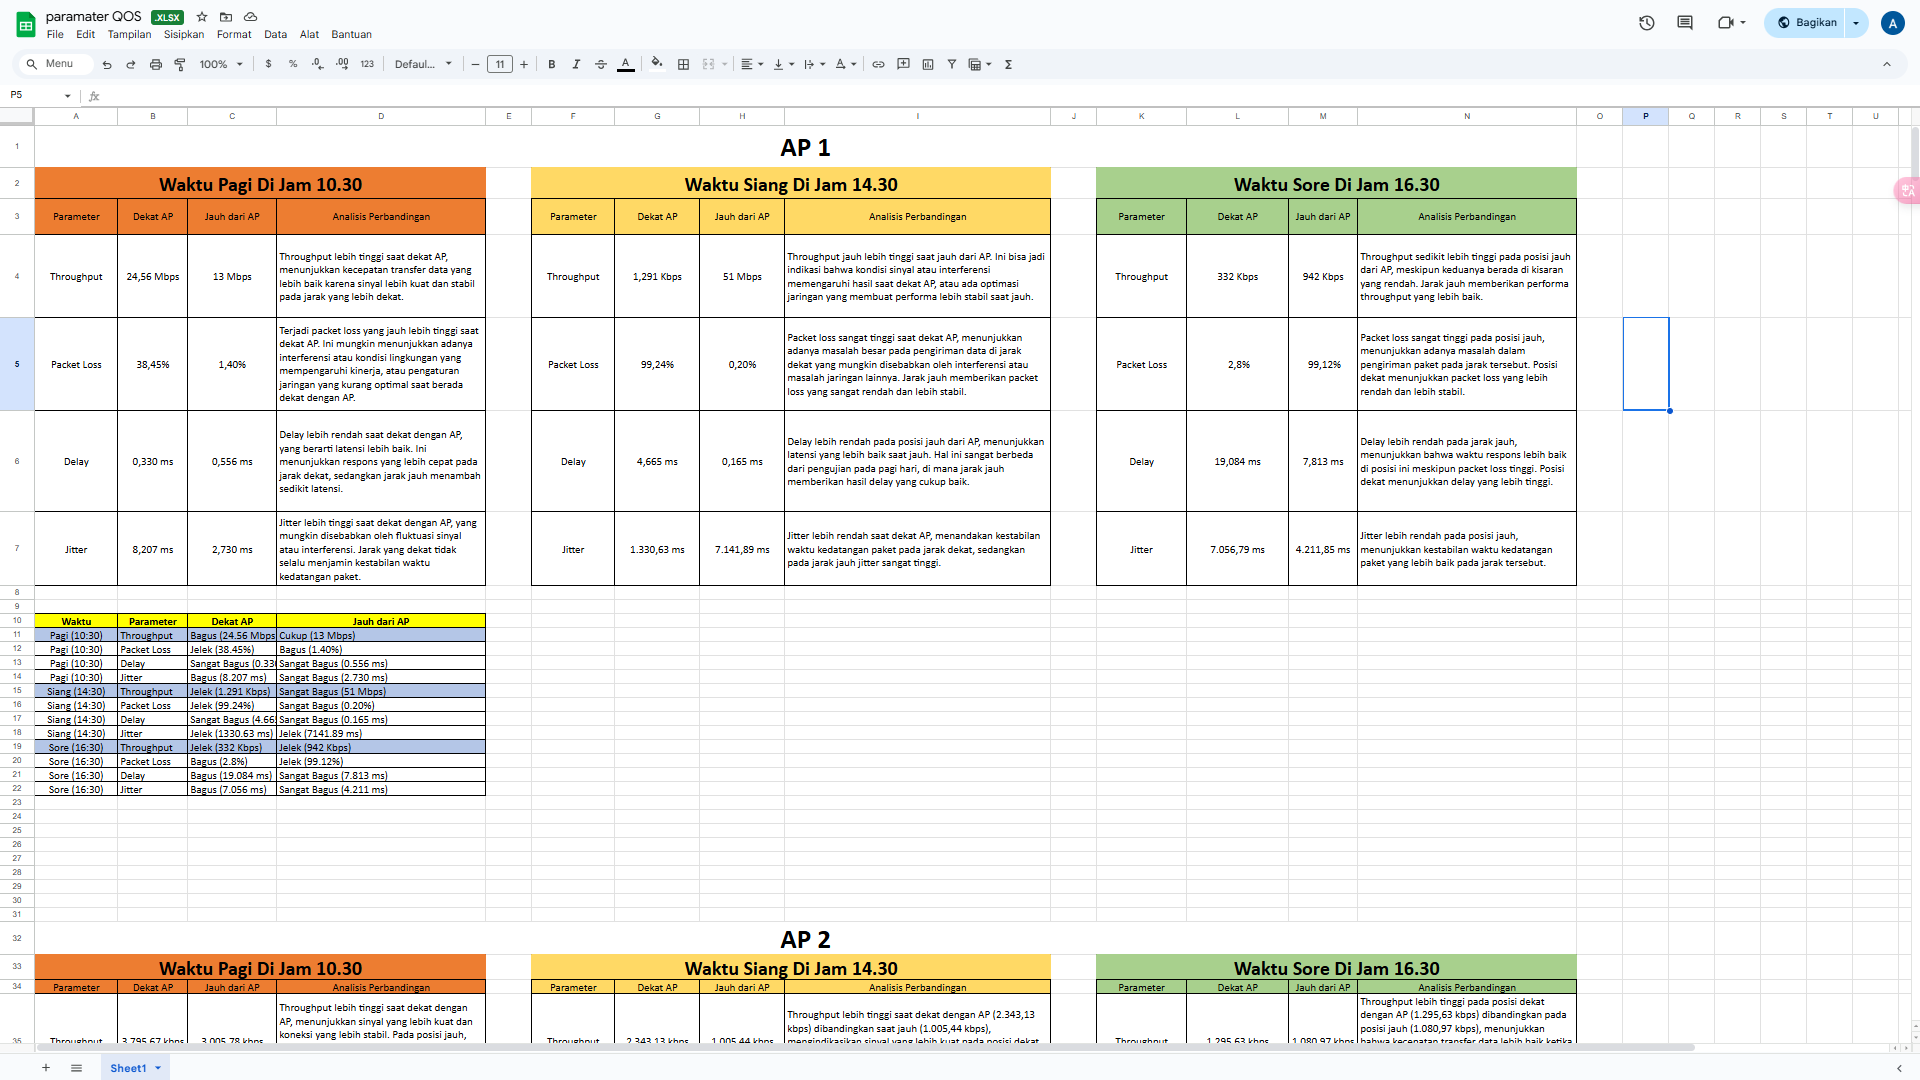 paramater QOS .XLSX
File Edit Tampilan Sisipkan Format Data Alat Bantuan
Bagikan A
Menu 100% $ % .0 .00 123 Defaul... 11 B I A Σ
P5 fx
A B C D E F G H I J K L M N O P Q R S T U
1 AP 1
2 Waktu Pagi Di Jam 10.30 Waktu Siang Di Jam 14.30 Waktu Sore Di Jam 16.30
3 Parameter Dekat AP Jauh dari AP Analisis Perbandingan Parameter Dekat AP Jauh dari AP Analisis Perbandingan Parameter Dekat AP Jauh dari AP Analisis Perbandingan
4 Throughput 24,56 Mbps 13 Mbps
Throughput lebih tinggi saat dekat AP,
menunjukkan kecepatan transfer data yang
lebih baik karena sinyal lebih kuat dan stabil
pada jarak yang lebih dekat.
Throughput 1,291 Kbps 51 Mbps
Throughput jauh lebih tinggi saat jauh dari AP. Ini bisa jadi
indikasi bahwa kondisi sinyal atau interferensi
memengaruhi hasil saat dekat AP, atau ada optimasi
jaringan yang membuat performa lebih stabil saat jauh.
Throughput 332 Kbps 942 Kbps
Throughput sedikit lebih tinggi pada posisi jauh
dari AP, meskipun keduanya berada di kisaran
yang rendah. Jarak jauh memberikan performa
throughput yang lebih baik.
5 Packet Loss 38,45% 1,40%
Terjadi packet loss yang jauh lebih tinggi saat
dekat AP. Ini mungkin menunjukkan adanya
interferensi atau kondisi lingkungan yang
mempengaruhi kinerja, atau pengaturan
jaringan yang kurang optimal saat berada
dekat dengan AP.
Packet Loss 99,24% 0,20%
Packet loss sangat tinggi saat dekat AP, menunjukkan
adanya masalah besar pada pengiriman data di jarak
dekat yang mungkin disebabkan oleh interferensi atau
masalah jaringan lainnya. Jarak jauh memberikan packet
loss yang sangat rendah dan lebih stabil.
Packet Loss 2,8% 99,12%
Packet loss sangat tinggi pada posisi jauh,
menunjukkan adanya masalah dalam
pengiriman paket pada jarak tersebut. Posisi
dekat menunjukkan packet loss yang lebih
rendah dan lebih stabil.
6 Delay 0,330 ms 0,556 ms
Delay lebih rendah saat dekat dengan AP,
yang berarti latensi lebih baik. Ini
menunjukkan respons yang lebih cepat pada
jarak dekat, sedangkan jarak jauh menambah
sedikit latensi.
Delay 4,665 ms 0,165 ms
Delay lebih rendah pada posisi jauh dari AP, menunjukkan
latensi yang lebih baik saat jauh. Hal ini sangat berbeda
dari pengujian pada pagi hari, di mana jarak jauh
memberikan hasil delay yang cukup baik.
Delay 19,084 ms 7,813 ms
Delay lebih rendah pada jarak jauh,
menunjukkan bahwa waktu respons lebih baik
di posisi ini meskipun packet loss tinggi. Posisi
dekat menunjukkan delay yang lebih tinggi.
7 Jitter 8,207 ms 2,730 ms
Jitter lebih tinggi saat dekat dengan AP, yang
mungkin disebabkan oleh fluktuasi sinyal
atau interferensi. Jarak yang dekat tidak
selalu menjamin kestabilan waktu
kedatangan paket.
Jitter 1.330,63 ms 7.141,89 ms
Jitter lebih rendah saat dekat AP, menandakan kestabilan
waktu kedatangan paket pada jarak dekat, sedangkan
pada jarak jauh jitter sangat tinggi.
Jitter 7.056,79 ms 4.211,85 ms
Jitter lebih rendah pada posisi jauh,
menunjukkan kestabilan waktu kedatangan
paket yang lebih baik pada jarak tersebut.
8
9
10 Waktu Parameter Dekat AP Jauh dari AP
11 Pagi (10:30) Throughput Bagus (24.56 Mbps Cukup (13 Mbps)
12 Pagi (10:30) Packet Loss Jelek (38.45%) Bagus (1.40%)
13 Pagi (10:30) Delay Sangat Bagus (0.33 Sangat Bagus (0.556 ms)
14 Pagi (10:30) Jitter Bagus (8.207 ms) Sangat Bagus (2.730 ms)
15 Siang (14:30) Throughput Jelek (1.291 Kbps) Sangat Bagus (51 Mbps)
16 Siang (14:30) Packet Loss Jelek (99.24%) Sangat Bagus (0.20%)
17 Siang (14:30) Delay Sangat Bagus (4.66 Sangat Bagus (0.165 ms)
18 Siang (14:30) Jitter Jelek (1330.63 ms) Jelek (7141.89 ms)
19 Sore (16:30) Throughput Jelek (332 Kbps) Jelek (942 Kbps)
20 Sore (16:30) Packet Loss Bagus (2.8%) Jelek (99.12%)
21 Sore (16:30) Delay Bagus (19.084 ms) Sangat Bagus (7.813 ms)
22 Sore (16:30) Jitter Bagus (7.056 ms) Sangat Bagus (4.211 ms)
23
24
25
26
27
28
29
30
31
32 AP 2
33 Waktu Pagi Di Jam 10.30 Waktu Siang Di Jam 14.30 Waktu Sore Di Jam 16.30
34 Parameter Dekat AP Jauh dari AP Analisis Perbandingan Parameter Dekat AP Jauh dari AP Analisis Perbandingan Parameter Dekat AP Jauh dari AP Analisis Perbandingan
35 Throughput 3.795,67 kbps 3.005,78 kbps
Throughput lebih tinggi saat dekat dengan
AP, menunjukkan sinyal yang lebih kuat dan
koneksi yang lebih stabil. Pada posisi jauh,
Throughput 2.343,13 kbps 1.005,44 kbps
Throughput lebih tinggi saat dekat dengan AP (2.343,13
kbps) dibandingkan saat jauh (1.005,44 kbps),
mengindikasikan sinyal yang lebih kuat pada posisi dekat
Throughput 1.295,63 kbps 1.080,97 kbps
Throughput lebih tinggi pada posisi dekat
dengan AP (1.295,63 kbps) dibandingkan pada
posisi jauh (1.080,97 kbps), menunjukkan
bahwa kecepatan transfer data lebih baik ketika
Sheet1